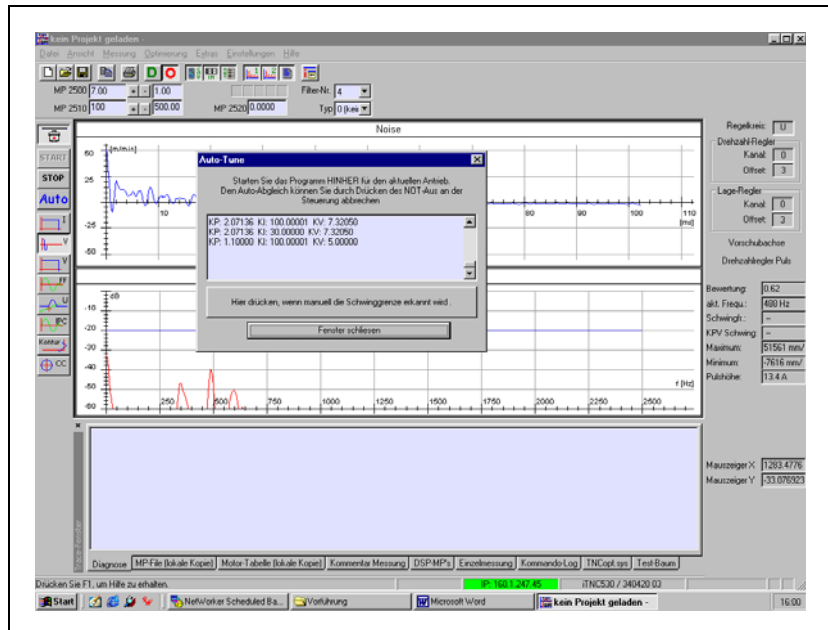 kein Projekt geladen -
Datei Ansicht Messung Optimierung Extras Einstellungen Hilfe
MP 2500 7.00 + - 1.00 Filter-Nr. 4
MP 2510 100 + - 500.00 MP 2520 0.0000 Typ 0 (kei
START
STOP
Auto
I
V
V
FF
U
IPC
Kontur
CC
Noise
[m/min]
50
25
-25
-50
10 80 90 100 110
[ms]
Auto-Tune
Starten Sie das Programm HINHER für den aktuellen Antrieb.
Den Auto-Abgleich können Sie durch Drücken des NOT-Aus an der
Steuerung abbrechen
KP: 2.07136 KI: 100.00001 KV: 7.32050
KP: 2.07136 KI: 30.00000 KV: 7.32050
KP: 1.10000 KI: 100.00001 KV: 5.00000
Hier drücken, wenn manuell die Schwinggrenze erkannt wird .
Fenster schliesen
dB
-10
-20
-30
-40
-50
-60
f [Hz]
250 500 750 1000 1250 1500 1750 2000 2250 2500
Regelkreis: U
Drehzahl-Regler
Kanal: 0
Offset: 3
Lage-Regler
Kanal: 0
Offset: 3
Vorschubachse
Drehzahlregler Puls
Bewertung: 0.62
akt. Frequ.: 488 Hz
Schwingfr.: –
KPV Schwing: –
Maximum: 51561 mm/
Minimum: -7616 mm/
Pulshöhe: 13.4 A
Mauszeiger X 1283.4776
Mauszeiger Y -33.076923
Diagnose MP-File (lokale Kopie) Motor-Tabelle (lokale Kopie) Kommentar Messung DSP-MP's Einzelmessung Kommando-Log TNCopt.sys Test-Baum
Drücken Sie F1, um Hilfe zu erhalten. IP: 160.1.247.45 iTNC530 / 340420 03
Start NetWorker Scheduled Ba... Vorführung Microsoft Word kein Projekt geladen - 16:00